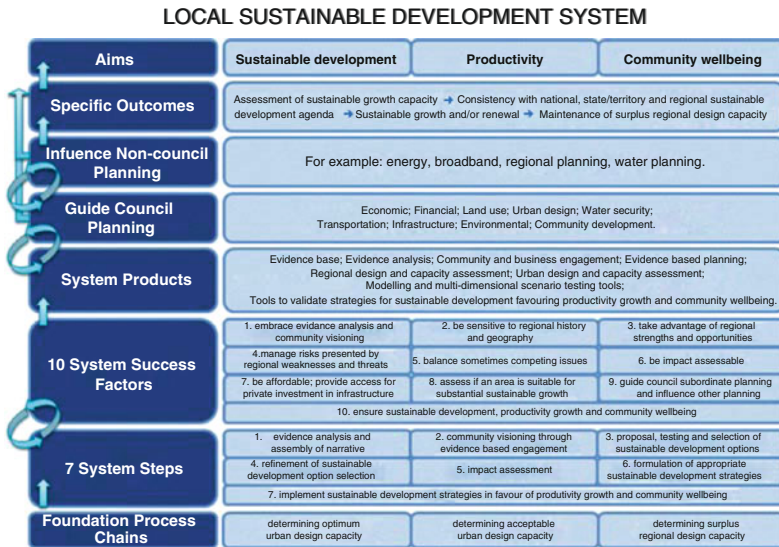 LOCAL SUSTAINABLE DEVELOPMENT SYSTEM
Aims
Sustainable development
Productivity
Community wellbeing
Specific Outcomes
Assessment of sustainable growth capacity → Consistency with national, state/territory and regional sustainable
development agenda → Sustainable growth and/or renewal → Maintenance of surplus regional design capacity
Infuence Non-council
Planning
For example: energy, broadband, regional planning, water planning.
Guide Council
Planning
Economic; Financial; Land use; Urban design; Water security;
Transportation; Infrastructure; Environmental; Community development.
System Products
Evidence base; Evidence analysis; Community and business engagement; Evidence based planning;
Regional design and capacity assessment; Urban design and capacity assessment;
Modelling and multi-dimensional scenario testing tools;
Tools to validate strategies for sustainable development favouring productivity growth and community wellbeing.
10 System Success
Factors
1. embrace evidence analysis and
community visioning
2. be sensitive to regional history
and geography
3. take advantage of regional
strengths and opportunities
4.manage risks presented by
regional weaknesses and threats
5. balance sometimes competing issues
6. be impact assessable
7. be affordable; provide access for
private investment in infrastructure
8. assess if an area is suitable for
substantial sustainable growth
9. guide council subordinate planning
and influence other planning
10. ensure sustainable development, productivity growth and community wellbeing
7 System Steps
1. evidence analysis and
assembly of narrative
2. community visioning through
evidence based engagement
3. proposal, testing and selection of
sustainable development options
4. refinement of sustainable
development option selection
5. impact assessment
6. formulation of appropriate
sustainable development strategies
7. implement sustainable development strategies in favour of produtivity growth and community wellbeing
Foundation Process
Chains
determining optimum
urban design capacity
determining acceptable
urban design capacity
determining surplus
regional design capacity